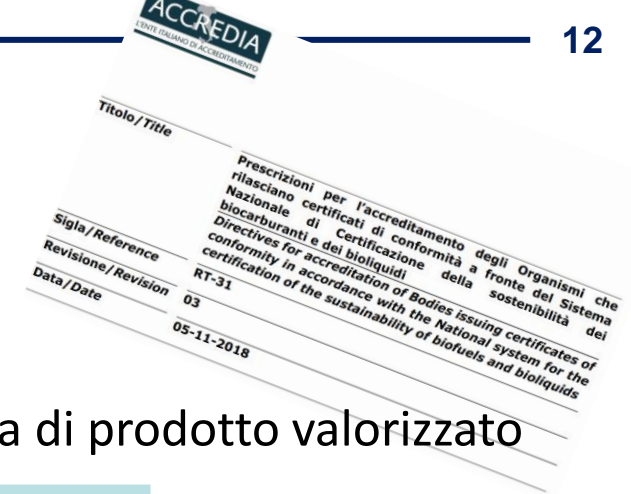 12
ACCREDIA
L'ENTE ITALIANO DI ACCREDITAMENTO
Titolo/Title
Prescrizioni per l'accreditamento degli Organismi che
rilasciano certificati di conformità a fronte del Sistema
Nazionale di Certificazione della sostenibilità dei
biocarburanti e dei bioliquidi
Directives for accreditation of Bodies issuing certificates of
conformity in accordance with the National system for the
certification of the sustainability of biofuels and bioliquids
Sigla/Reference
RT-31
Revisione/Revision
03
Data/Date
05-11-2018
a di prodotto valorizzato